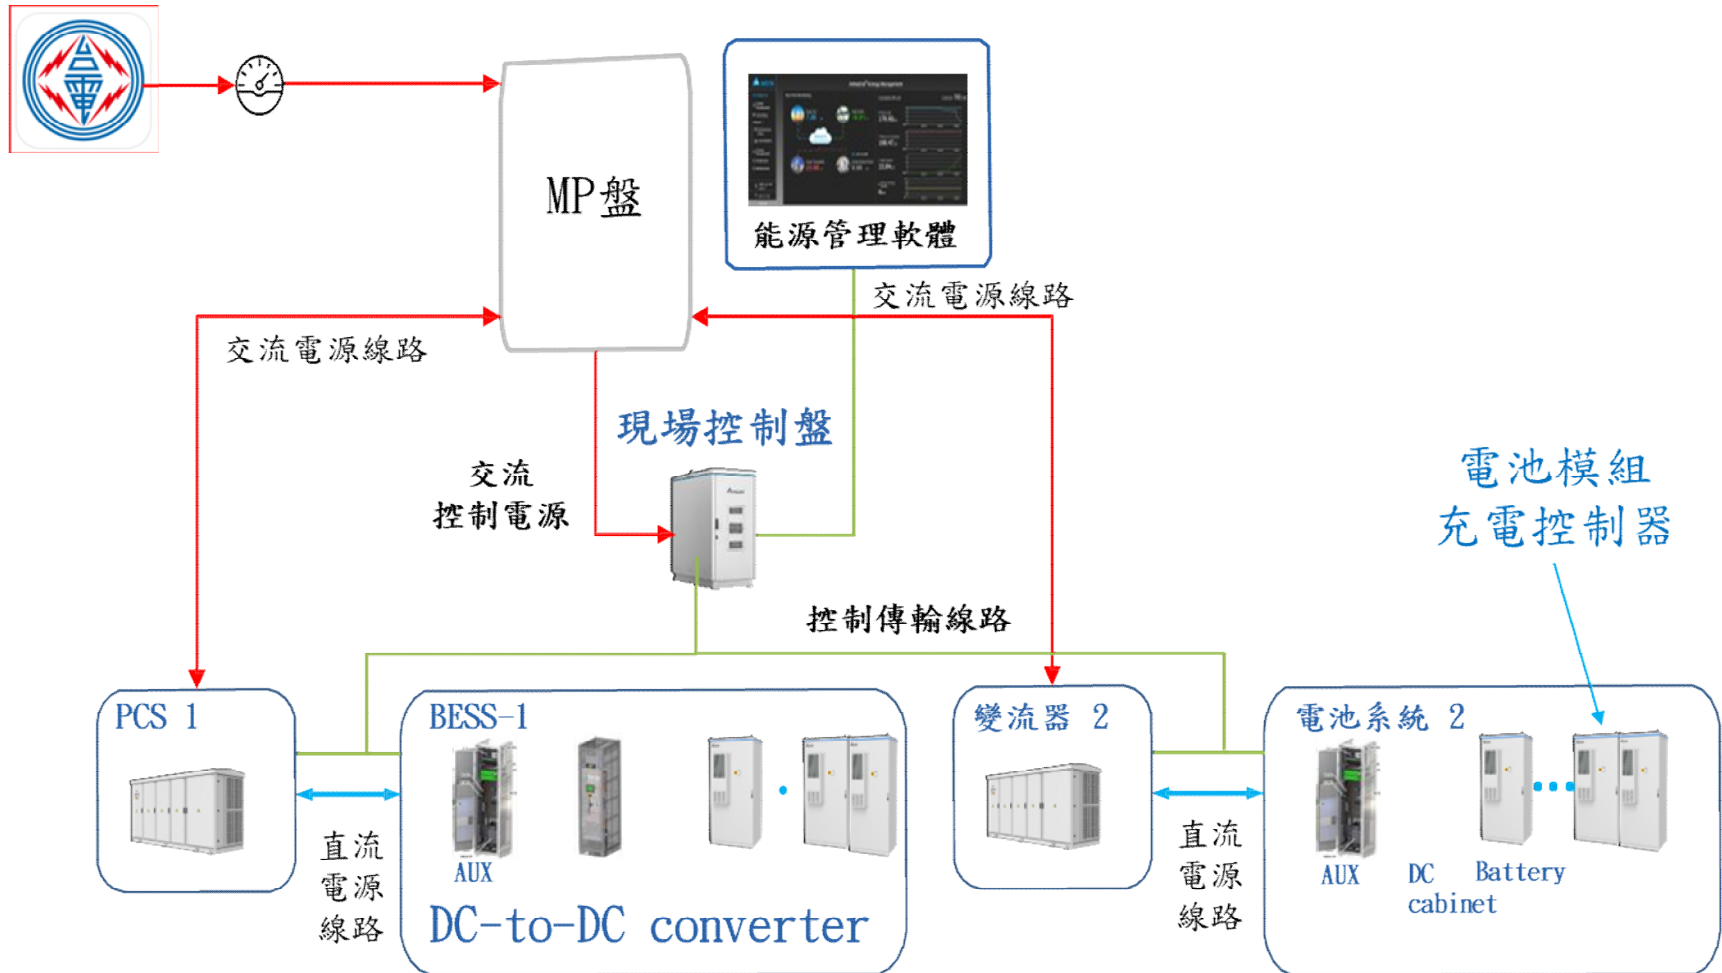 台電
MP盤
能源管理軟體
交流電源線路
交流電源線路
現場控制盤
交流
控制電源
電池模組
充電控制器
控制傳輸線路
PCS 1
BESS-1
變流器 2
電池系統 2
直流
電源
線路
AUX
DC-to-DC converter
直流
電源
線路
AUX
DC Battery
cabinet